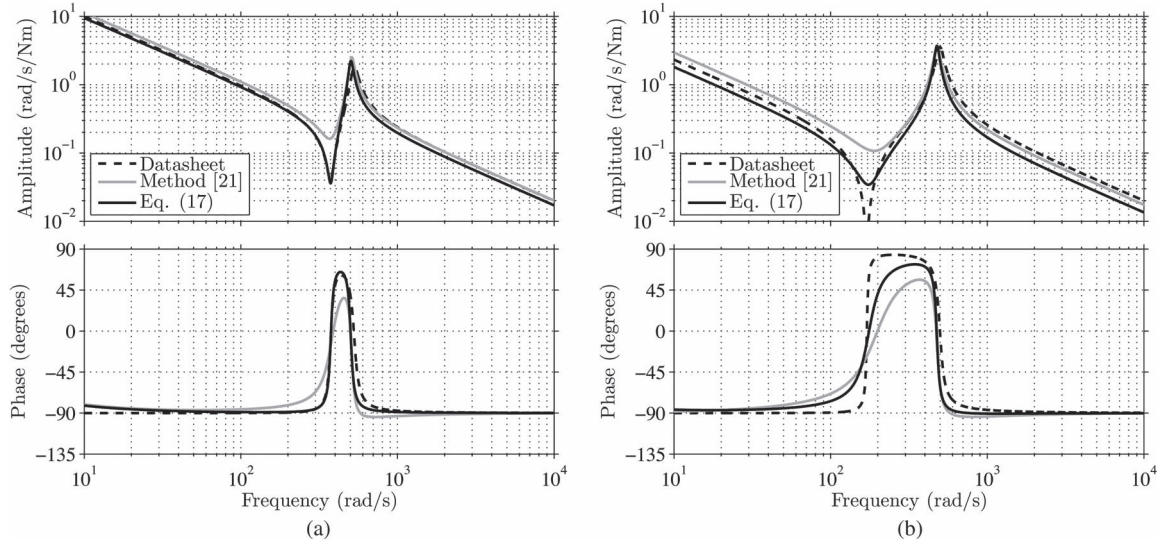 10^1
10^0
10^-1
10^-2
Amplitude (rad/s/Nm)
Datasheet
Method [21]
Eq. (17)
90
45
0
−45
−90
−135
Phase (degrees)
10^1 10^2 10^3 10^4
Frequency (rad/s)
(a)
10^1
10^0
10^-1
10^-2
Amplitude (rad/s/Nm)
Datasheet
Method [21]
Eq. (17)
90
45
0
−45
−90
−135
Phase (degrees)
10^1 10^2 10^3 10^4
Frequency (rad/s)
(b)